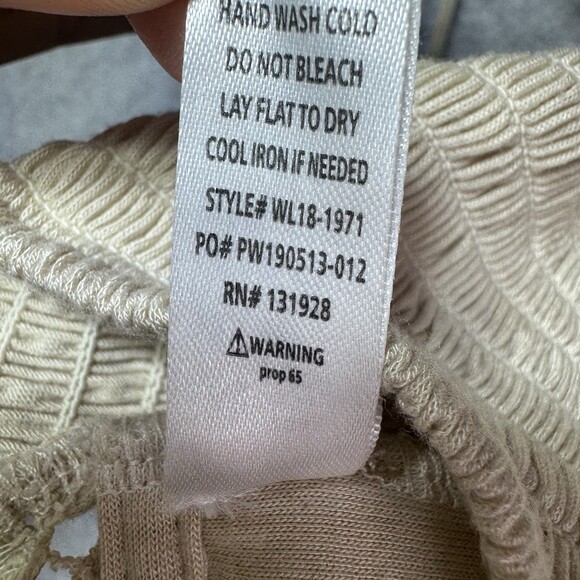 HAND WASH COLD
DO NOT BLEACH
LAY FLAT TO DRY
COOL IRON IF NEEDED
STYLE# WL18-1971
PO# PW190513-012
RN# 131928
⚠WARNING
prop 65